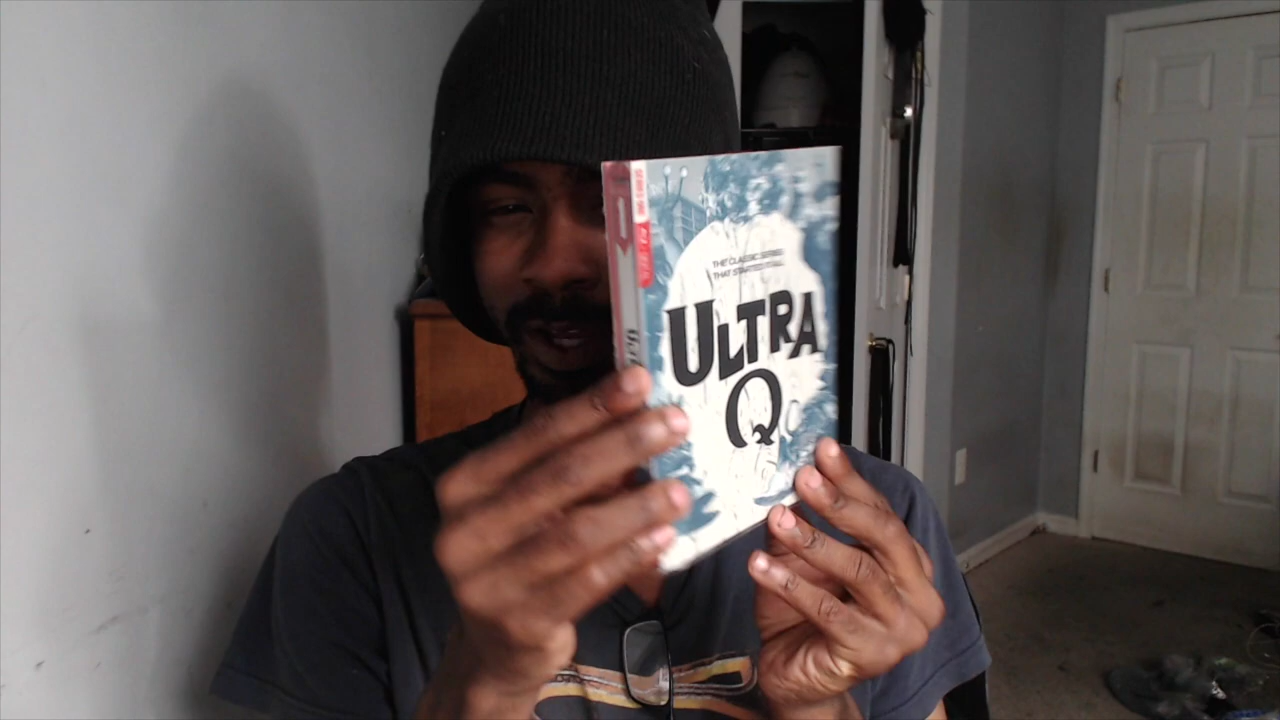 THE CLASSIC SERIES
THAT STARTED IT ALL
ULTRA
Q